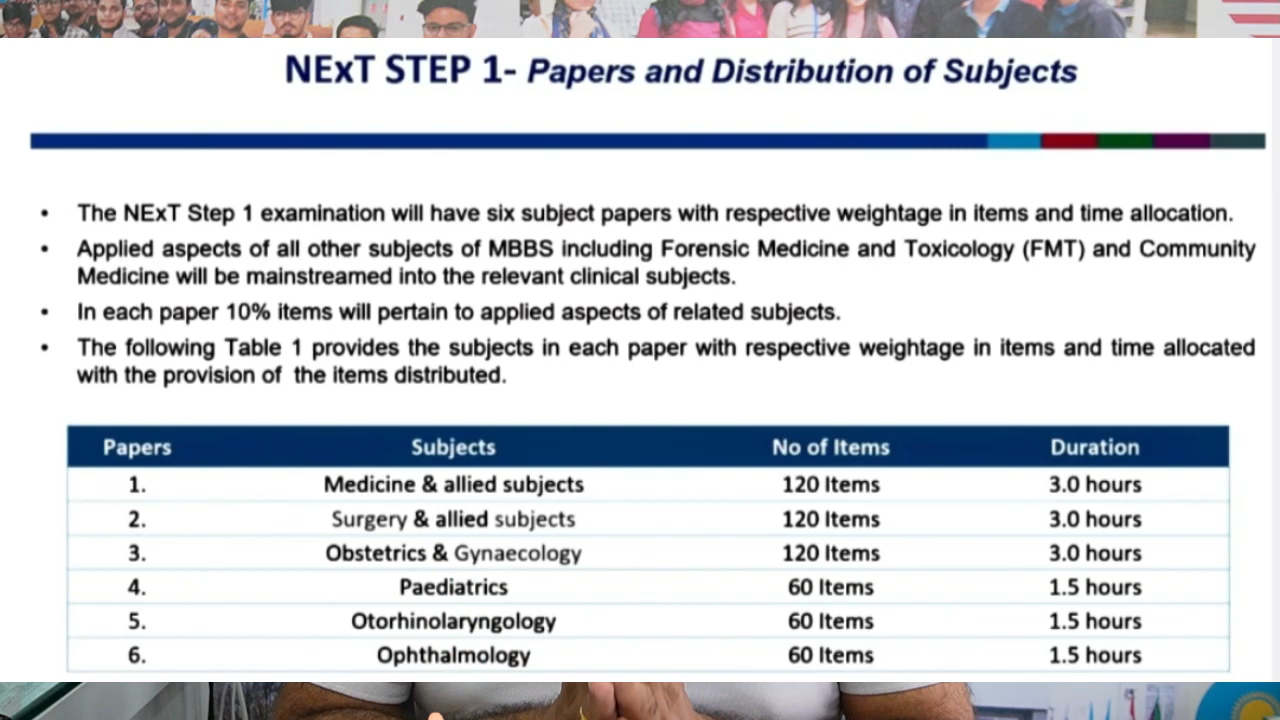 NExT STEP 1- Papers and Distribution of Subjects
• The NExT Step 1 examination will have six subject papers with respective weightage in items and time allocation.
• Applied aspects of all other subjects of MBBS including Forensic Medicine and Toxicology (FMT) and Community
Medicine will be mainstreamed into the relevant clinical subjects.
• In each paper 10% items will pertain to applied aspects of related subjects.
• The following Table 1 provides the subjects in each paper with respective weightage in items and time allocated
with the provision of the items distributed.
Papers Subjects No of Items Duration
1. Medicine & allied subjects 120 Items 3.0 hours
2. Surgery & allied subjects 120 Items 3.0 hours
3. Obstetrics & Gynaecology 120 Items 3.0 hours
4. Paediatrics 60 Items 1.5 hours
5. Otorhinolaryngology 60 Items 1.5 hours
6. Ophthalmology 60 Items 1.5 hours